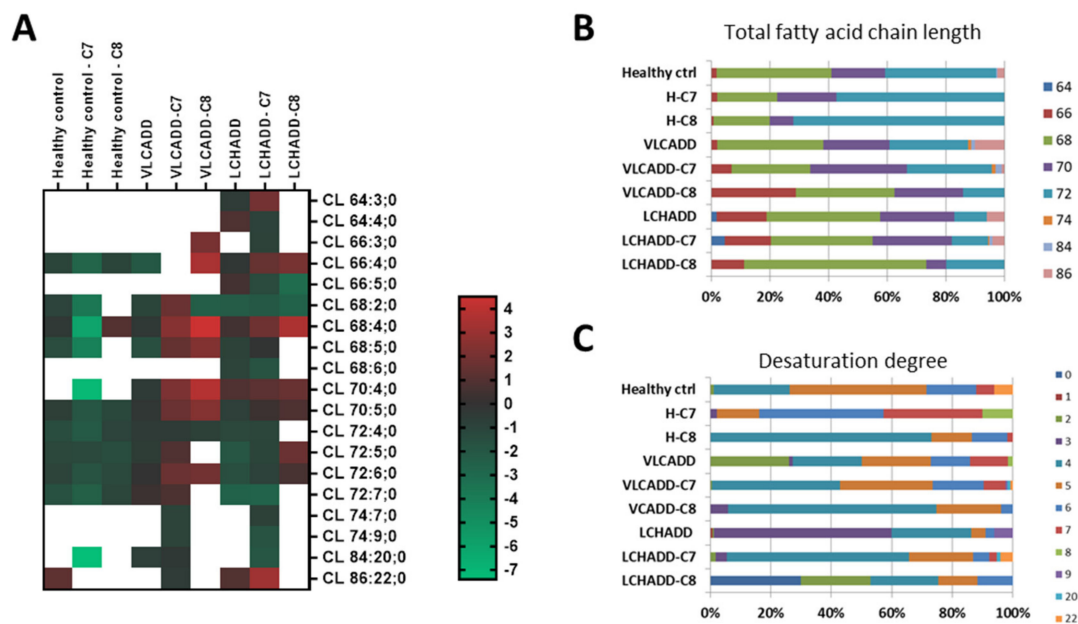 A
Healthy control
Healthy control - C7
Healthy control - C8
VLCADD
VLCADD-C7
VLCADD-C8
LCHADD
LCHADD- C7
LCHADD-C8
CL 64:3;0
CL 64:4;0
CL 66:3;0
CL 66:4;0
CL 66:5;0
CL 68:2;0
CL 68:4;0
CL 68:5;0
CL 68:6;0
CL 70:4;0
CL 70:5;0
CL 72:4;0
CL 72:5;0
CL 72:6;0
CL 72:7;0
CL 74:7;0
CL 74:9;0
CL 84:20;0
CL 86:22;0
4
3
2
1
0
-1
-2
-3
-4
-5
-6
-7
B
Total fatty acid chain length
Healthy ctrl
H-C7
H-C8
VLCADD
VLCADD-C7
VLCADD-C8
LCHADD
LCHADD-C7
LCHADD-C8
0% 20% 40% 60% 80% 100%
64
66
68
70
72
74
84
86
C
Desaturation degree
Healthy ctrl
H-C7
H-C8
VLCADD
VLCADD-C7
VCADD-C8
LCHADD
LCHADD-C7
LCHADD-C8
0% 20% 40% 60% 80% 100%
0
1
2
3
4
5
6
7
8
9
20
22